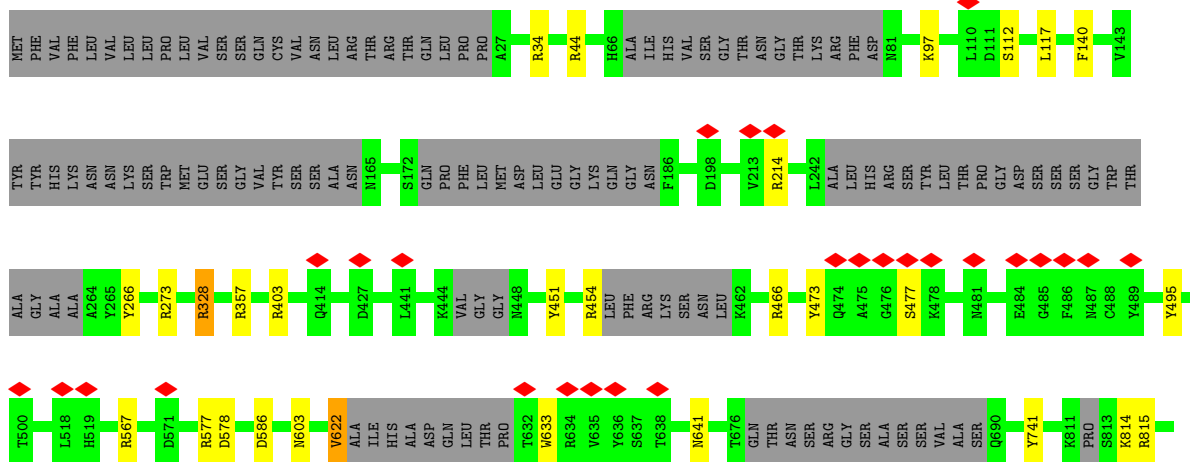 MET PHE VAL PHE LEU VAL LEU LEU PRO LEU VAL SER SER GLN CYS VAL ASN LEU ARG THR ARG THR GLN LEU PRO PRO A27 R34 R44 H66 ALA ILE HIS VAL SER GLY THR ASN GLY THR LYS ARG PHE ASP N81 K97 L110 D111 S112 L117 F140 V143
TYR TYR HIS LYS ASN ASN LYS SER TRP MET GLU SER GLY VAL TYR SER SER ALA ASN N165 S172 GLN PRO PHE LEU MET ASP LEU GLU GLY LYS GLN GLY ASN F186 D198 V213 R214 L242 ALA LEU HIS ARG SER TYR LEU THR PRO GLY ASP SER SER SER GLY TRP THR
ALA GLY ALA ALA A264 Y265 Y266 R273 R328 R357 R403 Q414 D427 L441 K444 VAL GLY GLY N448 Y451 R454 LEU PHE ARG LYS SER ASN LEU K462 R466 Y473 Q474 A475 G476 S477 K478 N481 E484 G485 F486 N487 C488 Y489 Y495
T500 L518 H519 R567 D571 R577 D578 D586 N603 V622 ALA ILE HIS ALA ASP GLN LEU THR PRO T632 W633 R634 V635 Y636 S637 T638 N641 T676 GLN THR ASN SER ARG GLY SER ALA SER SER VAL ALA SER Q690 Y741 K811 PRO S813 K814 R815